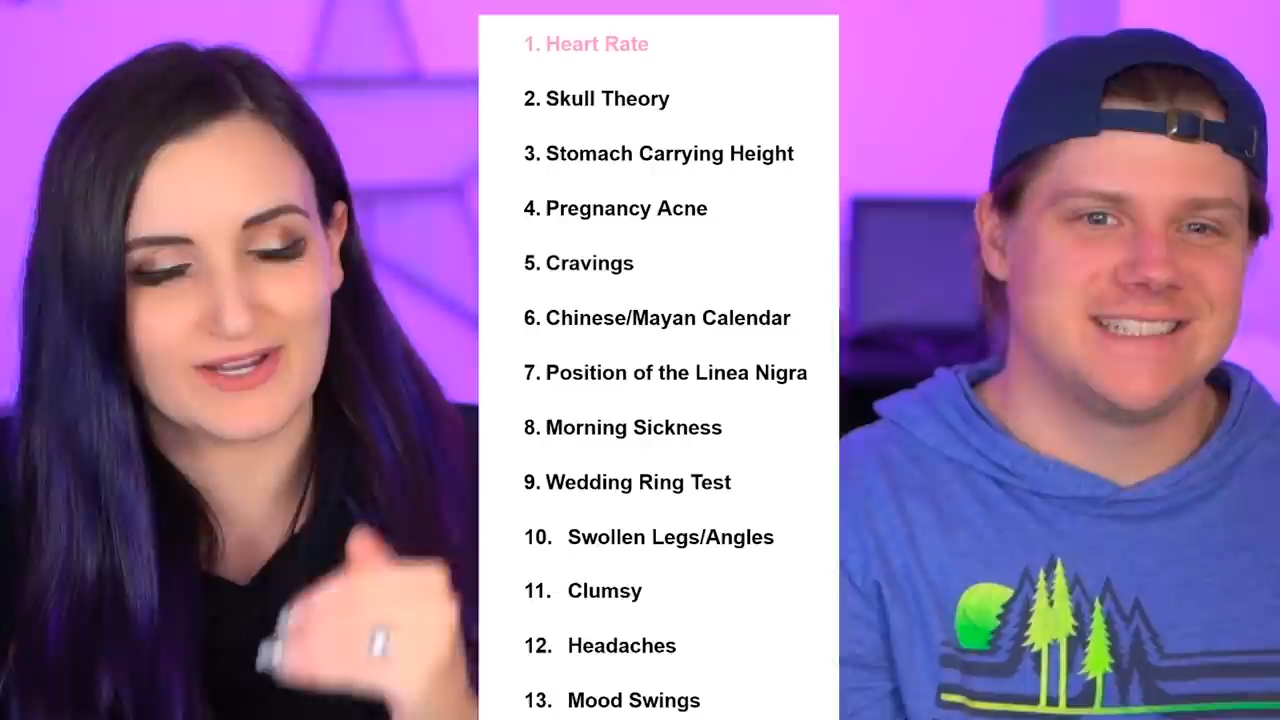 1. Heart Rate
2. Skull Theory
3. Stomach Carrying Height
4. Pregnancy Acne
5. Cravings
6. Chinese/Mayan Calendar
7. Position of the Linea Nigra
8. Morning Sickness
9. Wedding Ring Test
10. Swollen Legs/Angles
11. Clumsy
12. Headaches
13. Mood Swings